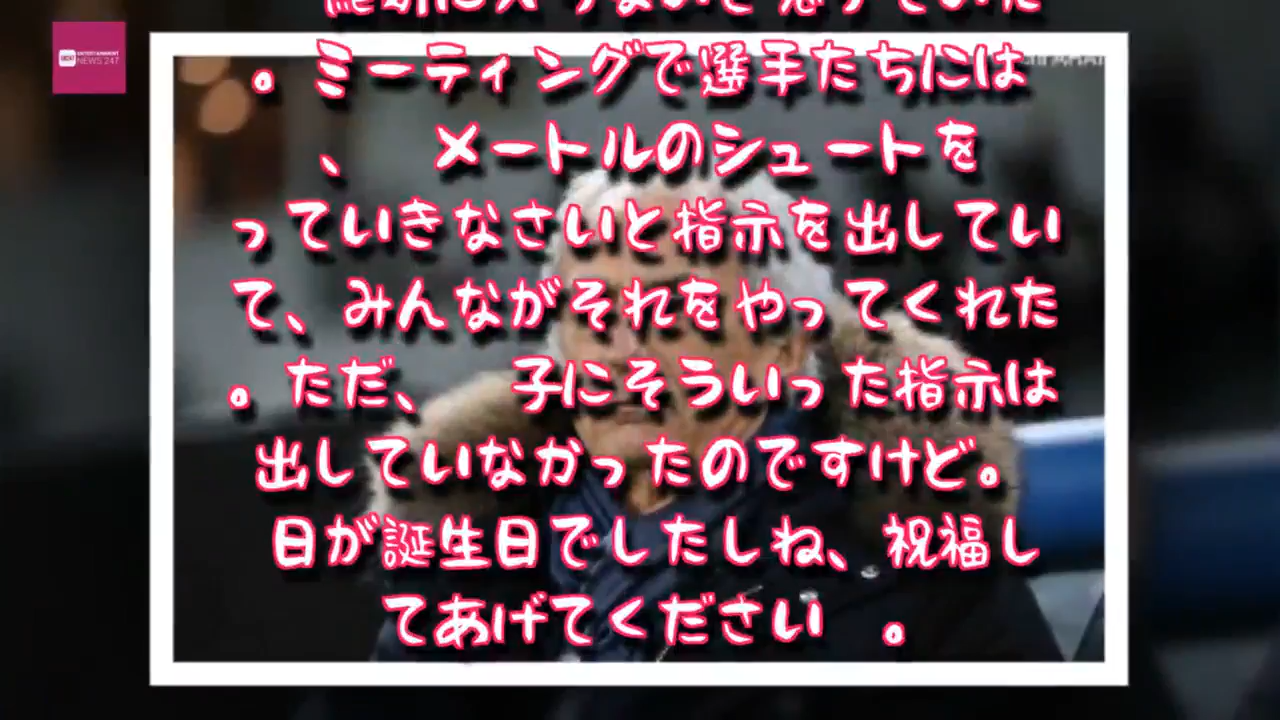 ENTERTAINMENT
NEWS 247
。ミーティングで選手たちには
、　メートルのシュートを
っていきなさいと指示を出してい
て、みんながそれをやってくれた
。ただ、　子にそういった指示は
出していなかったのですけど。
日が誕生日でしたしね、祝福し
てあげてください　。